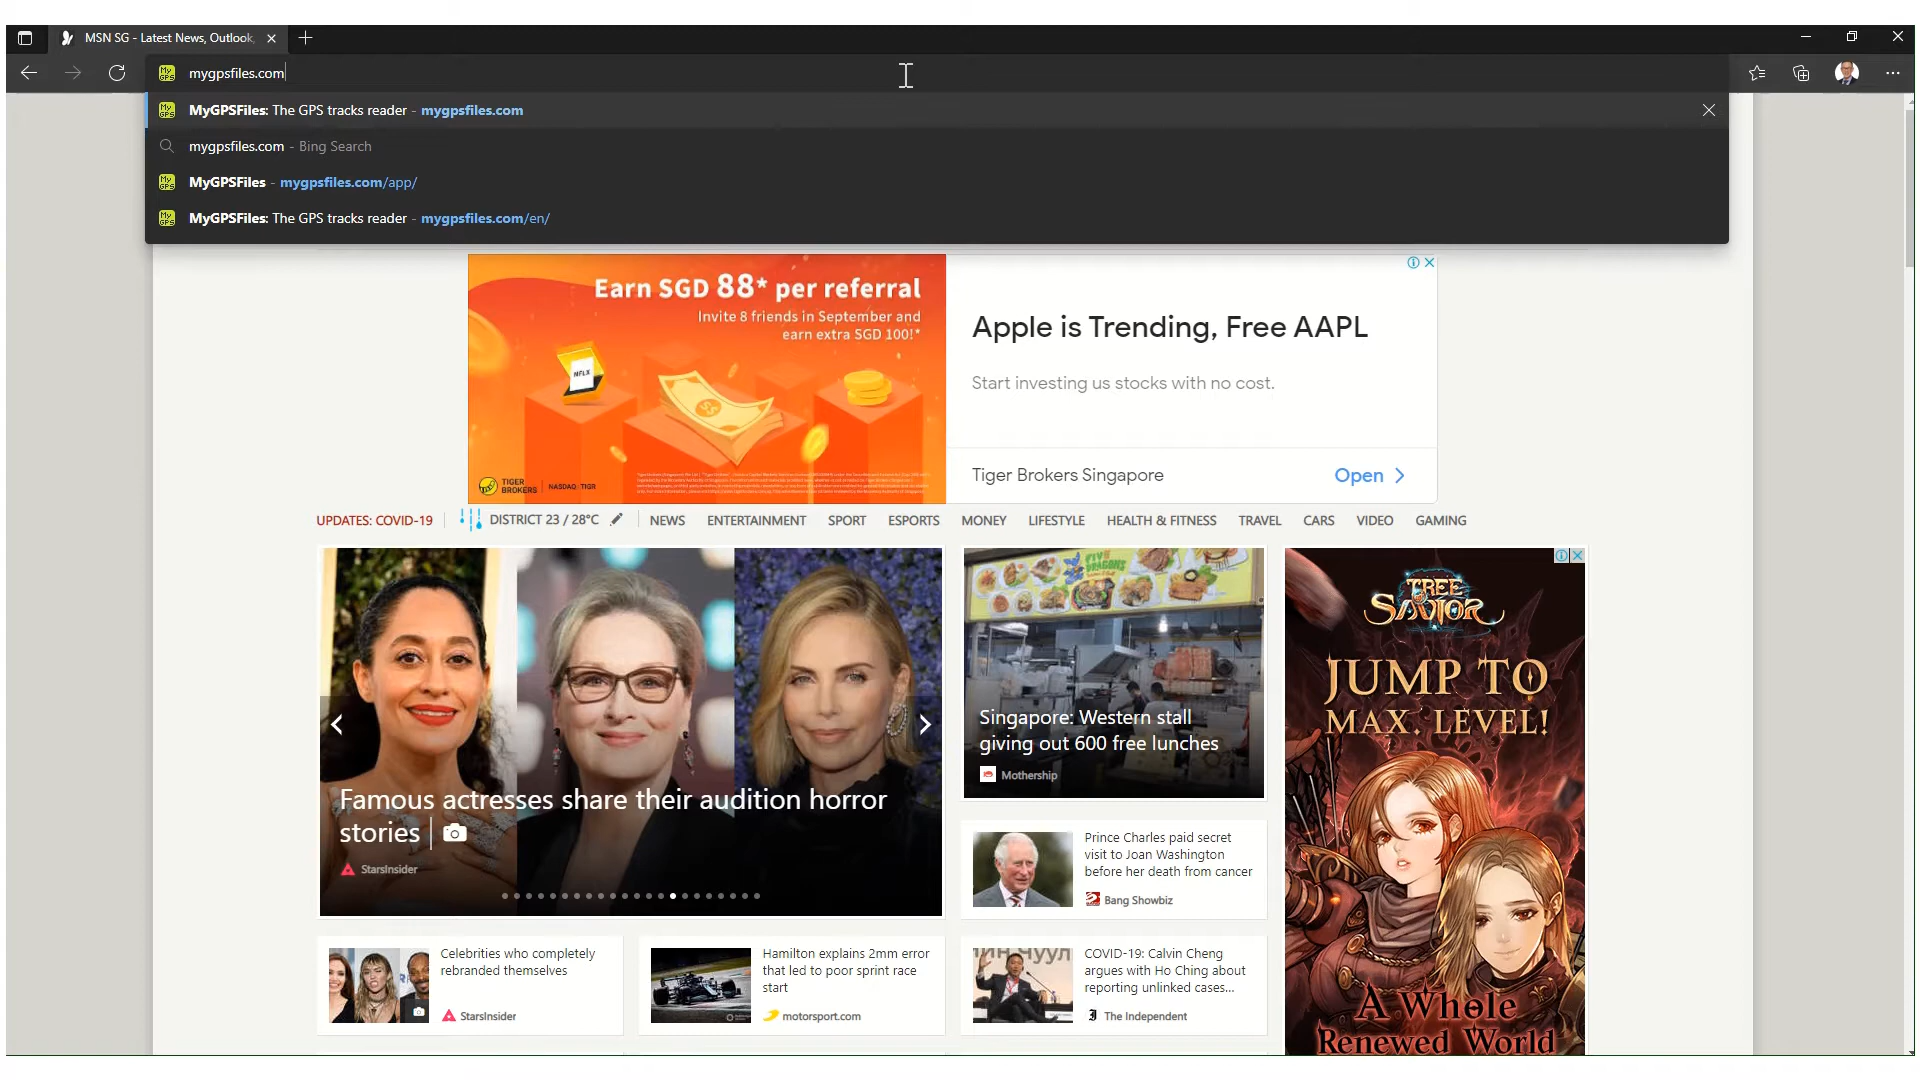 MSN SG - Latest News, Outlook,
mygpsfiles.com
MyGPSFiles: The GPS tracks reader - mygpsfiles.com
mygpsfiles.com - Bing Search
MyGPSFiles - mygpsfiles.com/app/
MyGPSFiles: The GPS tracks reader - mygpsfiles.com/en/
Earn SGD 88* per referral
Invite 8 friends in September and
earn extra SGD 100!*
NFLX
TIGER
BROKERS
NASDAQ: TIGR
Apple is Trending, Free AAPL
Start investing us stocks with no cost.
Tiger Brokers Singapore
Open
UPDATES: COVID-19
DISTRICT 23 / 28°C
NEWS ENTERTAINMENT SPORT ESPORTS MONEY LIFESTYLE HEALTH & FITNESS TRAVEL CARS VIDEO GAMING
Famous actresses share their audition horror
stories
StarsInsider
FIVE
DRAGONS
Singapore: Western stall
giving out 600 free lunches
Mothership
Prince Charles paid secret
visit to Joan Washington
before her death from cancer
Bang Showbiz
Celebrities who completely
rebranded themselves
StarsInsider
Hamilton explains 2mm error
that led to poor sprint race
start
motorsport.com
COVID-19: Calvin Cheng
argues with Ho Ching about
reporting unlinked cases...
The Independent
TREE
SAVIOR
JUMP TO
MAX. LEVEL!
A WHOLE
RENEWED WORLD